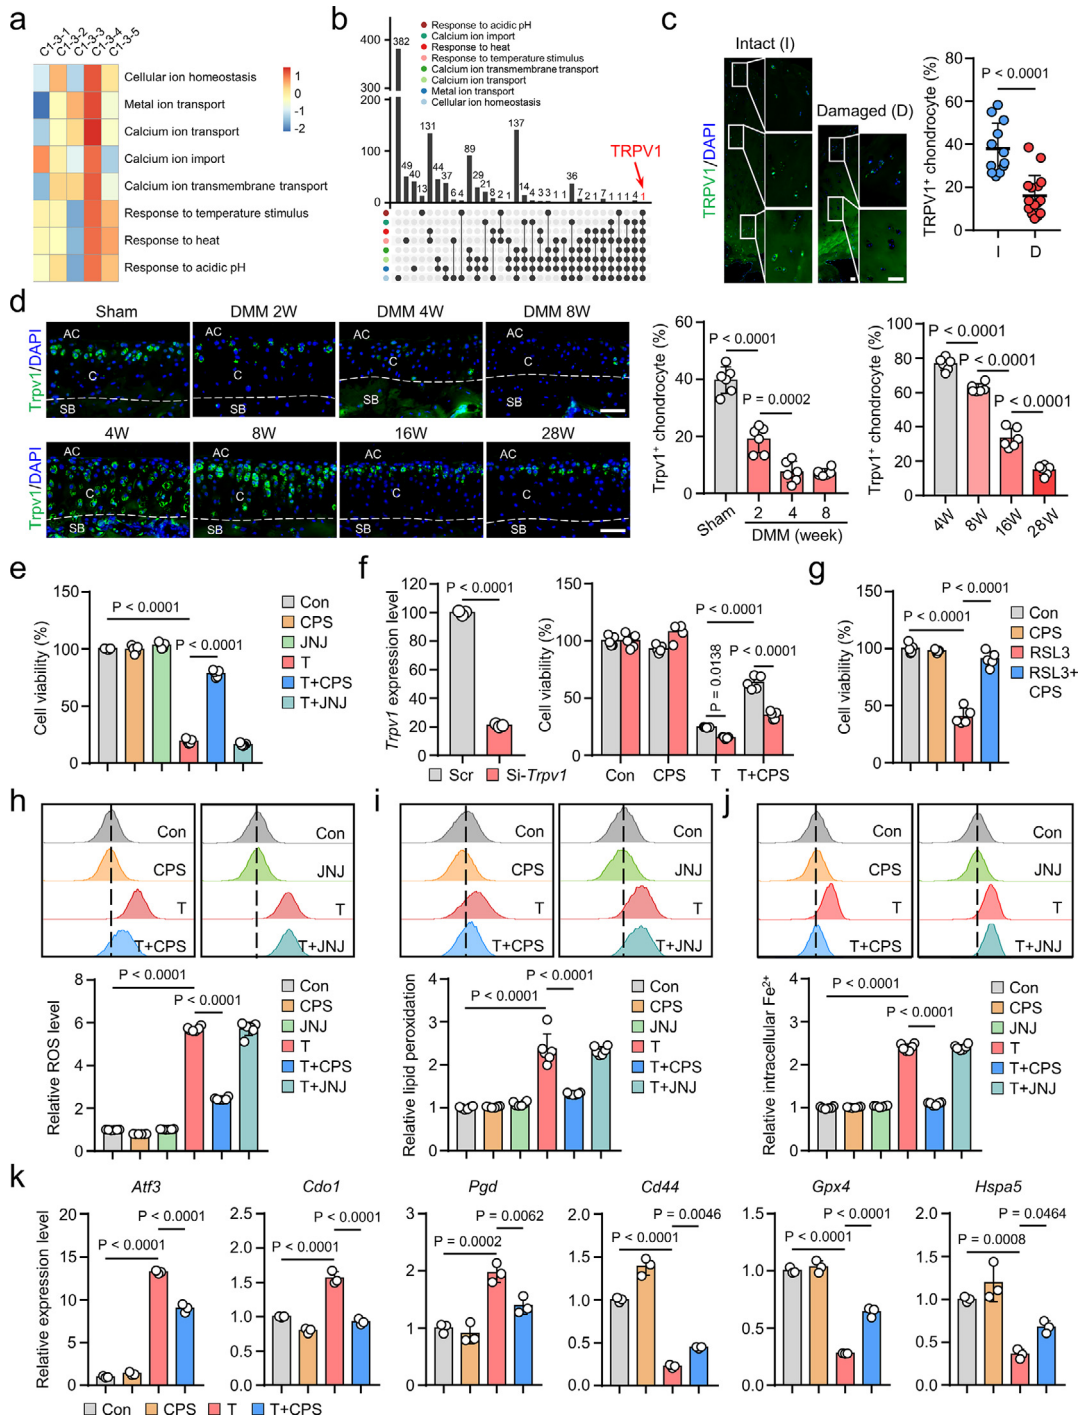 a
C1-3-1
C1-3-2
C1-3-3
C1-3-4
C1-3-5
Cellular ion homeostasis
Metal ion transport
Calcium ion transport
Calcium ion import
Calcium ion transmembrane transport
Response to temperature stimulus
Response to heat
Response to acidic pH
1
0
-1
-2
b
Response to acidic pH
Calcium ion import
Response to heat
Response to temperature stimulus
Calcium ion transmembrane transport
Calcium ion transport
Metal ion transport
Cellular ion homeostasis
400
300
200
100
0
382
49
40
13
131
44
37
6
4
89
29
21
8
2
1
137
14
4
3
3
1
1
36
6
2
1
7
1
1
1
4
1
TRPV1
c
Intact (I)
Damaged (D)
TRPV1/DAPI
TRPV1⁺ chondrocyte (%)
P < 0.0001
80
60
40
20
0
I
D
d
Sham
DMM 2W
DMM 4W
DMM 8W
Trpv1/DAPI
AC
C
SB
4W
8W
16W
28W
Trpv1/DAPI
AC
C
SB
Trpv1⁺ chondrocyte (%)
60
40
20
0
P < 0.0001
P = 0.0002
Sham
2
4
8
DMM (week)
Trpv1⁺ chondrocyte (%)
100
80
60
40
20
0
P < 0.0001
P < 0.0001
P < 0.0001
4W
8W
16W
28W
e
Cell viability (%)
150
100
50
0
P < 0.0001
P < 0.0001
Con
CPS
JNJ
T
T+CPS
T+JNJ
f
Trpv1 expression level
120
100
80
60
40
20
0
P < 0.0001
Scr
Si-Trpv1
Cell viability (%)
150
100
50
0
P < 0.0001
P < 0.0001
P = 0.0138
Con
CPS
T
T+CPS
g
Cell viability (%)
150
100
50
0
P < 0.0001
P < 0.0001
Con
CPS
RSL3
RSL3+
CPS
h
Con
CPS
T
T+CPS
Con
JNJ
T
T+JNJ
Relative ROS level
8
6
4
2
0
P < 0.0001
P < 0.0001
Con
CPS
JNJ
T
T+CPS
T+JNJ
i
Con
CPS
T
T+CPS
Con
JNJ
T
T+JNJ
Relative lipid peroxidation
4
3
2
1
0
P < 0.0001
P < 0.0001
Con
CPS
JNJ
T
T+CPS
T+JNJ
j
Con
CPS
T
T+CPS
Con
JNJ
T
T+JNJ
Relative intracellular Fe²⁺
4
3
2
1
0
P < 0.0001
P < 0.0001
Con
CPS
JNJ
T
T+CPS
T+JNJ
k
Relative expression level
Atf3
20
15
10
5
0
P < 0.0001
P < 0.0001
Cdo1
2.5
2.0
1.5
1.0
0.5
0.0
P < 0.0001
P < 0.0001
Pgd
3
2
1
0
P = 0.0062
P = 0.0002
Cd44
2.0
1.5
1.0
0.5
0.0
P = 0.0046
P < 0.0001
Gpx4
1.5
1.0
0.5
0.0
P < 0.0001
P < 0.0001
Hspa5
2.0
1.5
1.0
0.5
0.0
P = 0.0464
P = 0.0008
Con
CPS
T
T+CPS